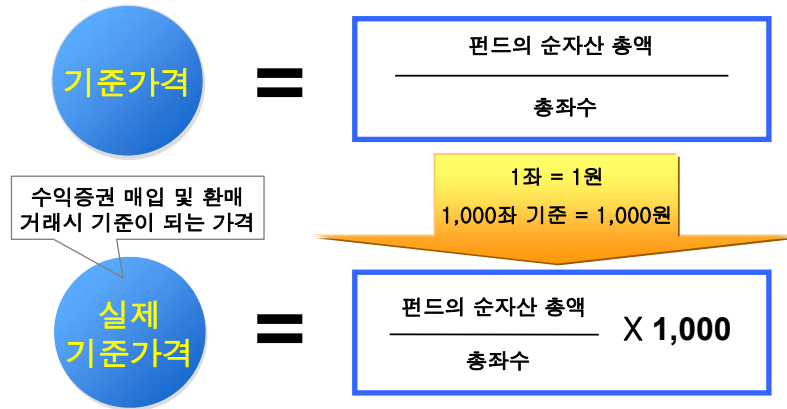 기준가격
=
펀드의 순자산 총액
총좌수
1좌 = 1원
1,000좌 기준 = 1,000원
수익증권 매입 및 환매
거래시 기준이 되는 가격
실제
기준가격
=
펀드의 순자산 총액
총좌수
X 1,000